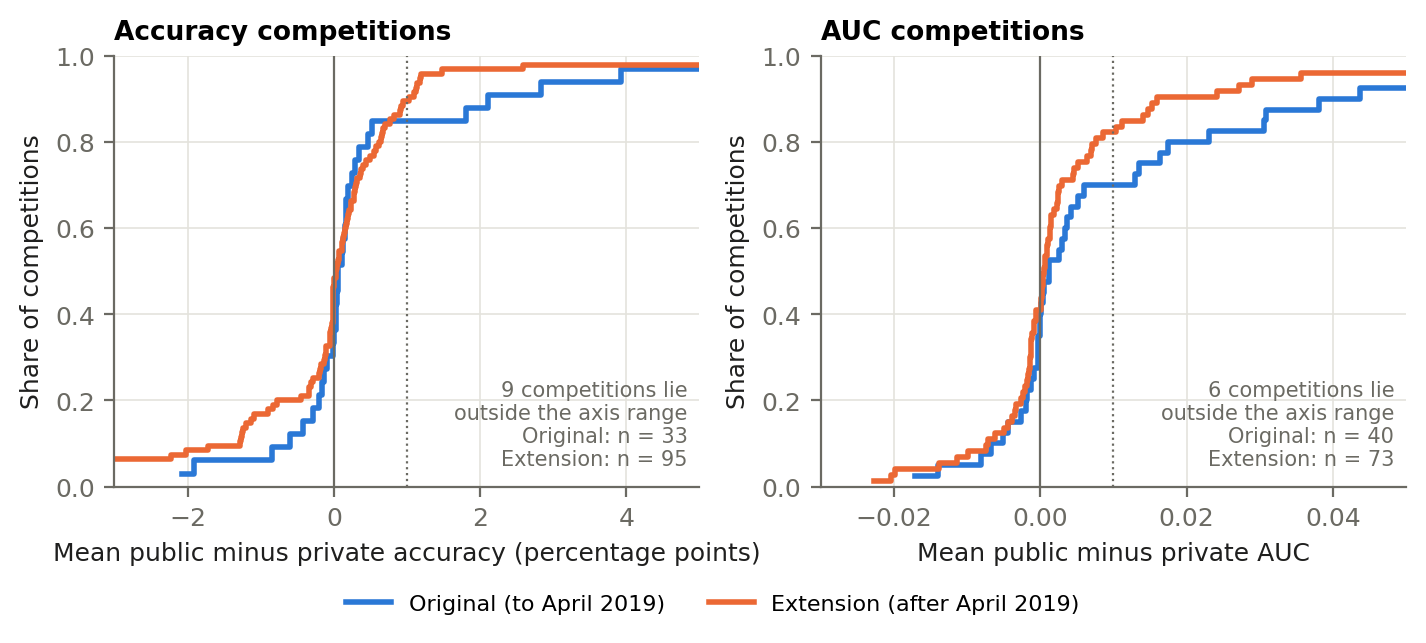 Accuracy competitions
AUC competitions
Share of competitions
1.0
0.8
0.6
0.4
0.2
0.0
9 competitions lie
outside the axis range
Original: n = 33
Extension: n = 95
−2
0
2
4
Mean public minus private accuracy (percentage points)
Share of competitions
1.0
0.8
0.6
0.4
0.2
0.0
6 competitions lie
outside the axis range
Original: n = 40
Extension: n = 73
−0.02
0.00
0.02
0.04
Mean public minus private AUC
Original (to April 2019)
Extension (after April 2019)